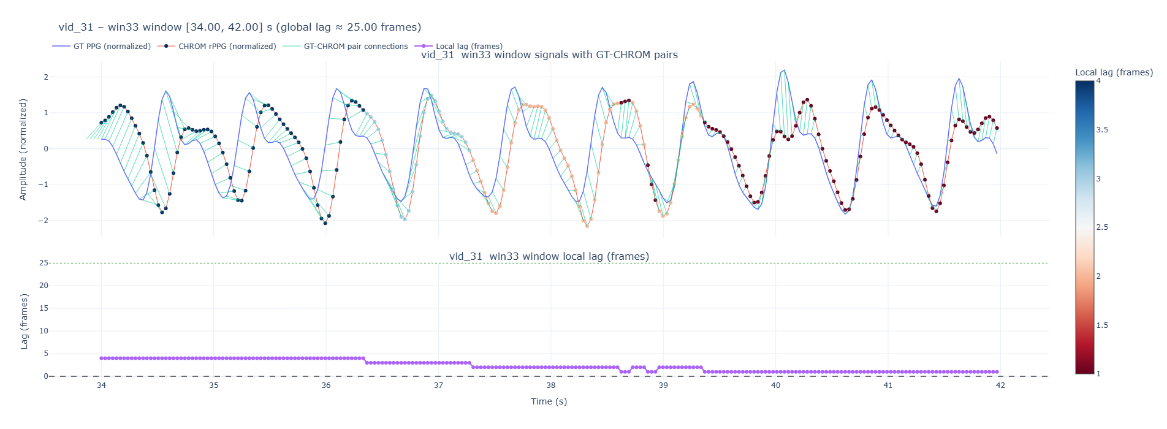 vid_31 – win33 window [34.00, 42.00] s (global lag ≈ 25.00 frames)
GT PPG (normalized) CHROM rPPG (normalized) GT-CHROM pair connections Local lag (frames)
vid_31 win33 window signals with GT-CHROM pairs
Local lag (frames)
Amplitude (normalized)
2
1
0
−1
−2
4
3.5
3
2.5
2
1.5
1
vid_31 win33 window local lag (frames)
Lag (frames)
25
20
15
10
5
0
34 35 36 37 38 39 40 41 42
Time (s)